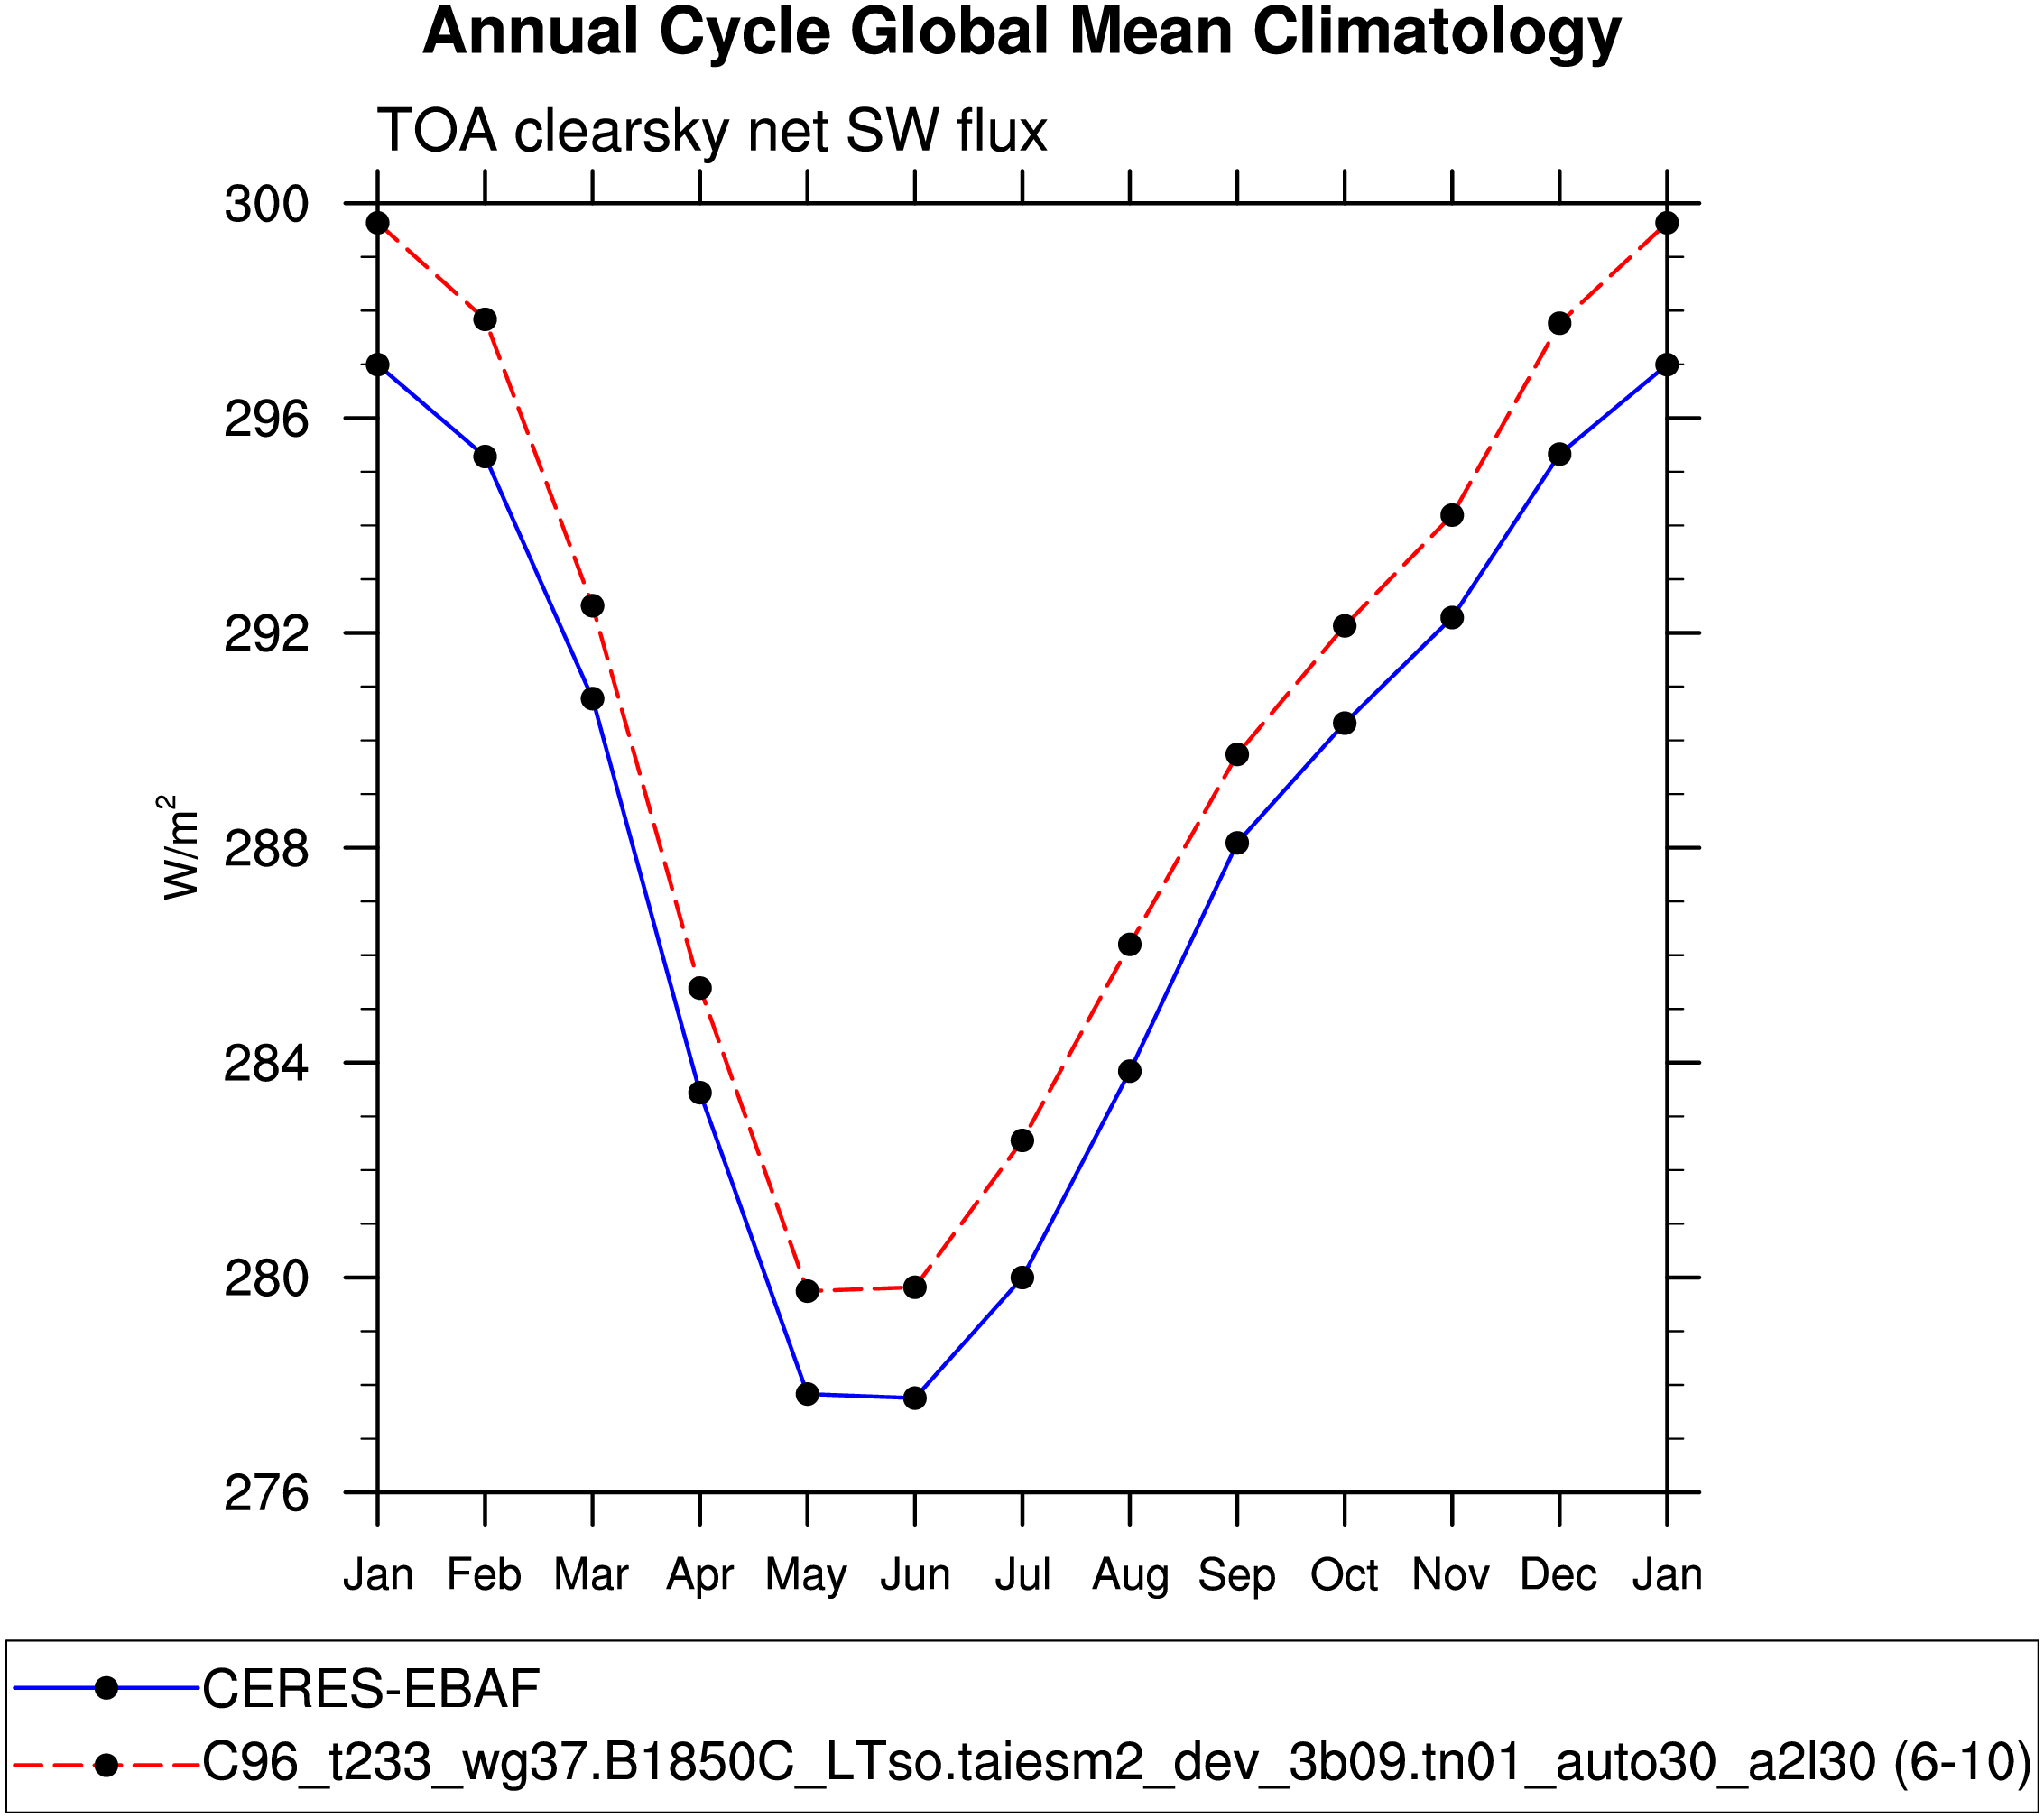 Annual Cycle Global Mean Climatology
TOA clearsky net SW flux
300
296
292
288
284
280
276
W/m²
Jan Feb Mar Apr May Jun Jul Aug Sep Oct Nov Dec Jan
CERES-EBAF
C96_t233_wg37.B1850C_LTso.taiesm2_dev_3b09.tn01_auto30_a2l30 (6-10)